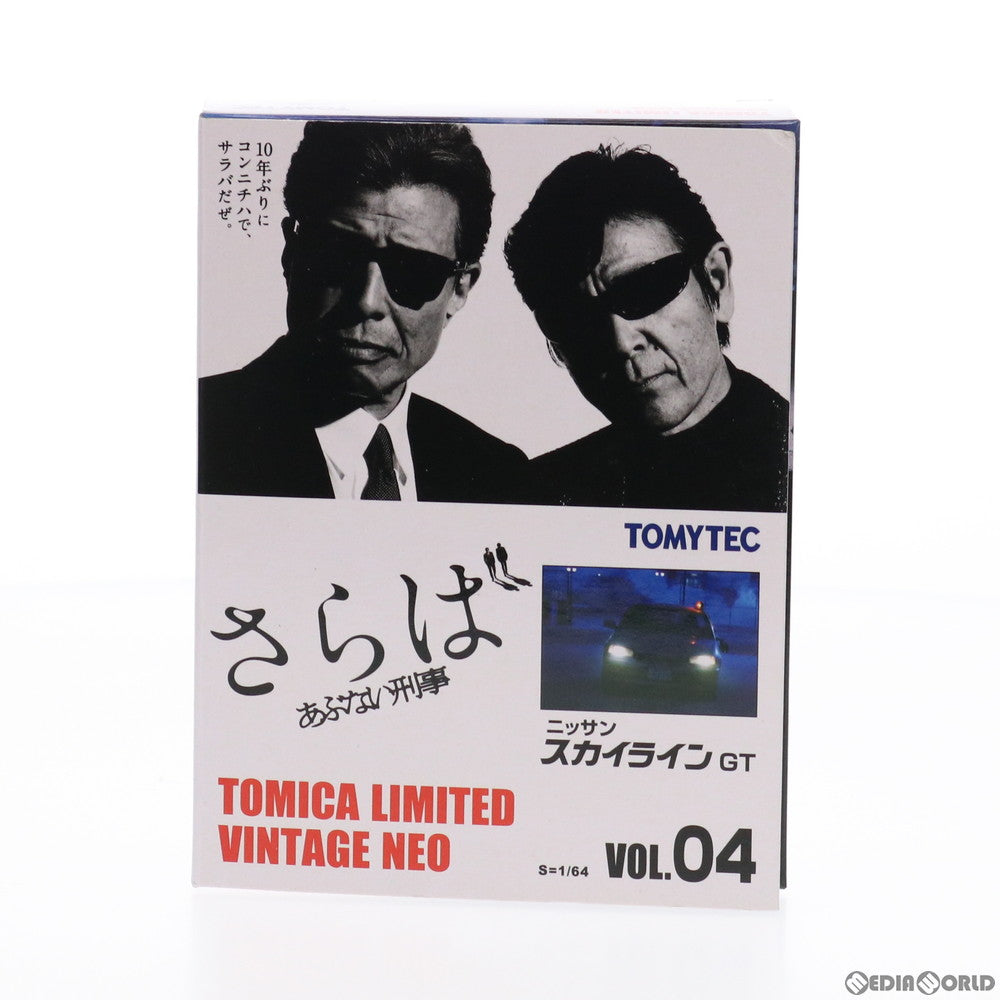 10年ぶりに
コンニチハで、
サラバだぜ。
TOMYTEC
さらば
あぶない刑事
ニッサン
スカイライン GT
TOMICA LIMITED
VINTAGE NEO
S=1/64
VOL.04
MEDIAWORLD